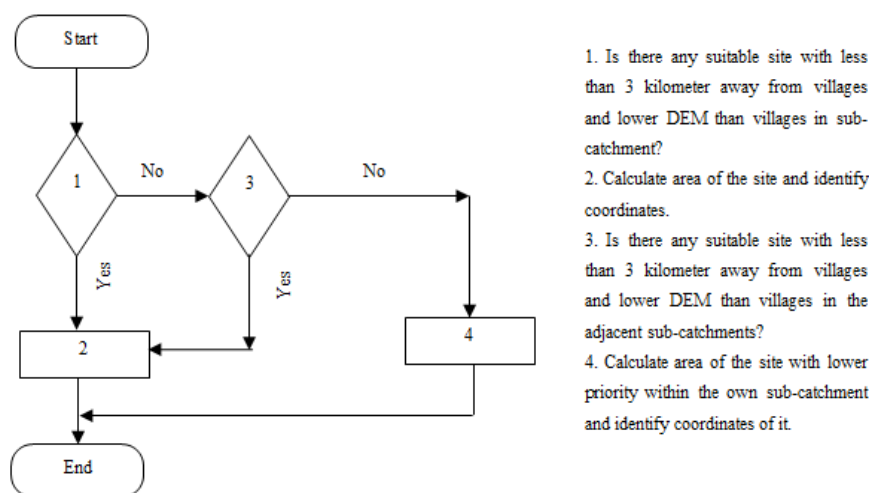 Start
1
No
3
No
Yes
Yes
2
4
End
1. Is there any suitable site with less
than 3 kilometer away from villages
and lower DEM than villages in sub-
catchment?
2. Calculate area of the site and identify
coordinates.
3. Is there any suitable site with less
than 3 kilometer away from villages
and lower DEM than villages in the
adjacent sub-catchments?
4. Calculate area of the site with lower
priority within the own sub-catchment
and identify coordinates of it.